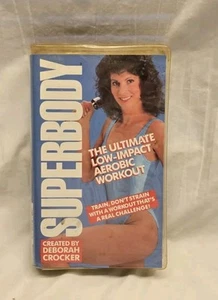 SUPERBODY
THE ULTIMATE
LOW-IMPACT
AEROBIC
WORKOUT
TRAIN, DON'T STRAIN
WITH A WORKOUT THAT'S
A REAL CHALLENGE!
CREATED BY
DEBORAH
CROCKER